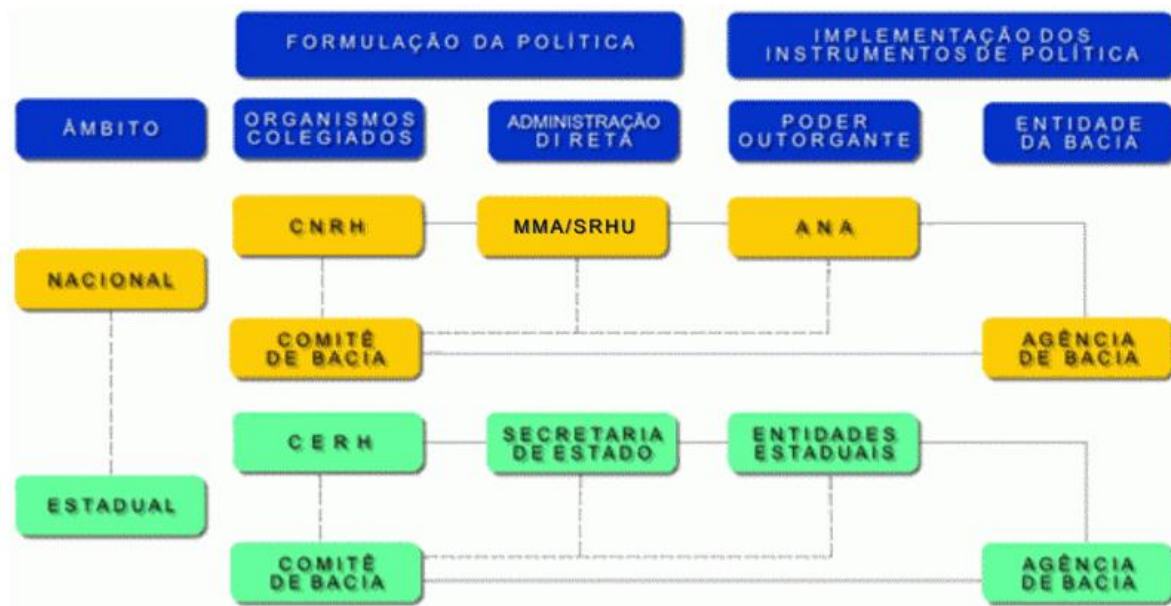 FORMULAÇÃO DA POLÍTICA
IMPLEMENTAÇÃO DOS
INSTRUMENTOS DE POLÍTICA
ÂMBITO
ORGANISMOS
COLEGIADOS
ADMINISTRAÇÃO
DIRETA
PODER
OUTORGANTE
ENTIDADE
DA BACIA
NACIONAL
CNRH
MMA/SRHU
ANA
COMITÊ
DE BACIA
AGÊNCIA
DE BACIA
ESTADUAL
CERH
SECRETARIA
DE ESTADO
ENTIDADES
ESTADUAIS
COMITÊ
DE BACIA
AGÊNCIA
DE BACIA